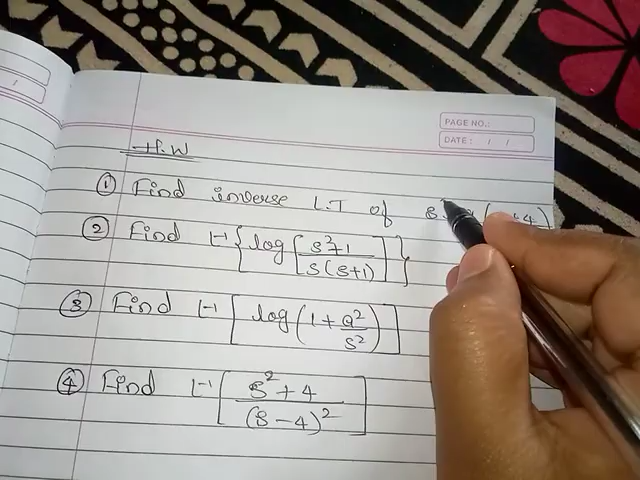 PAGE NO.:
DATE: / /
H.W
① Find inverse L.T of s. +4)
② Find L⁻¹{log[s²+1/s(s+1)]}
③ Find L⁻¹[log(1+a²/s²)]
④ Find L⁻¹[s²+4/(s-4)²]